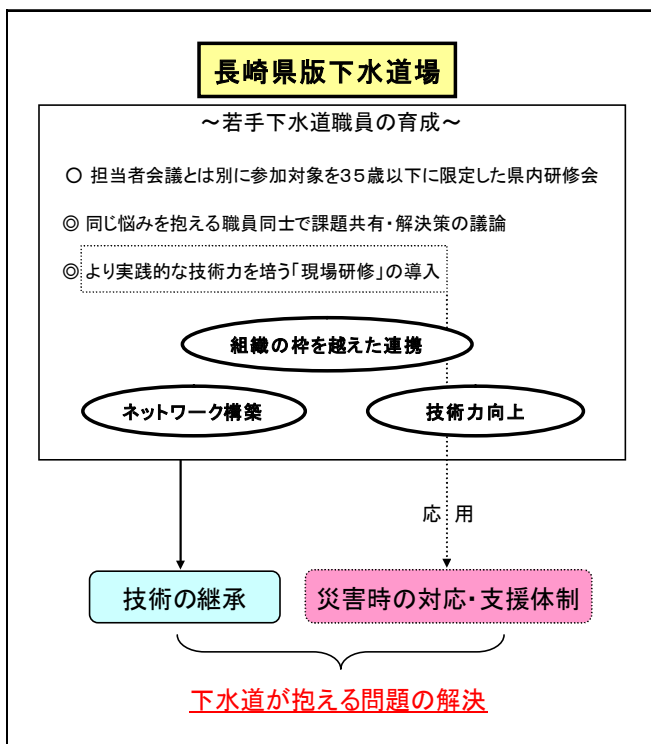 長崎県版下水道場
～若手下水道職員の育成～
○ 担当者会議とは別に参加対象を３５歳以下に限定した県内研修会
◎ 同じ悩みを抱える職員同士で課題共有・解決策の議論
◎ より実践的な技術力を培う「現場研修」の導入
組織の枠を越えた連携
ネットワーク構築
技術力向上
応 用
技術の継承
災害時の対応・支援体制
下水道が抱える問題の解決